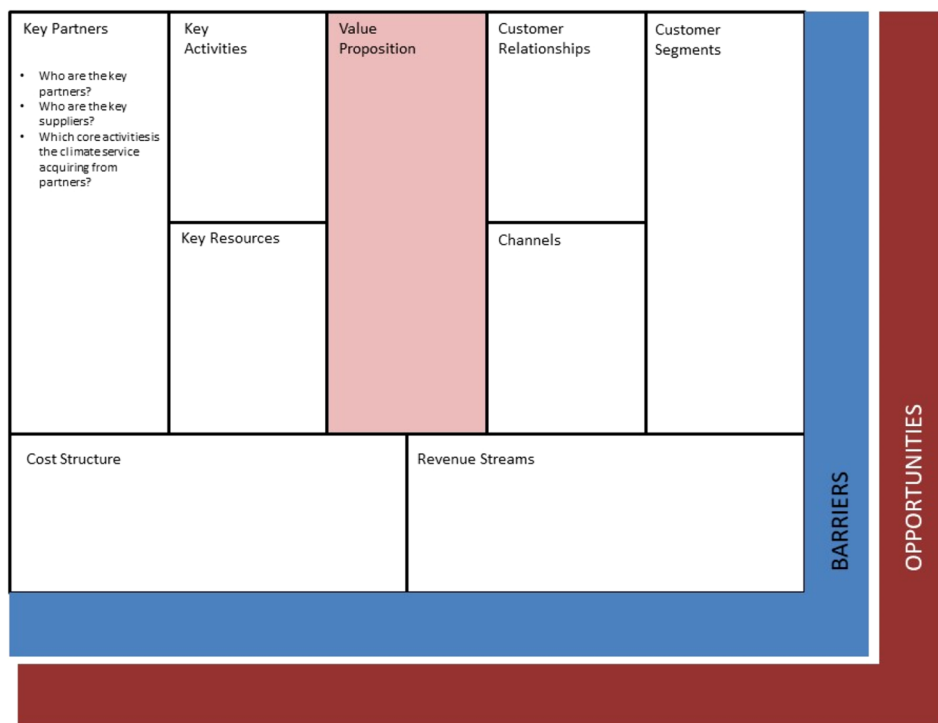 Key Partners
• Who are the key
partners?
• Who are the key
suppliers?
• Which core activities is
the climate service
acquiring from
partners?
Key
Activities
Key Resources
Value
Proposition
Customer
Relationships
Channels
Customer
Segments
Cost Structure
Revenue Streams
BARRIERS
OPPORTUNITIES